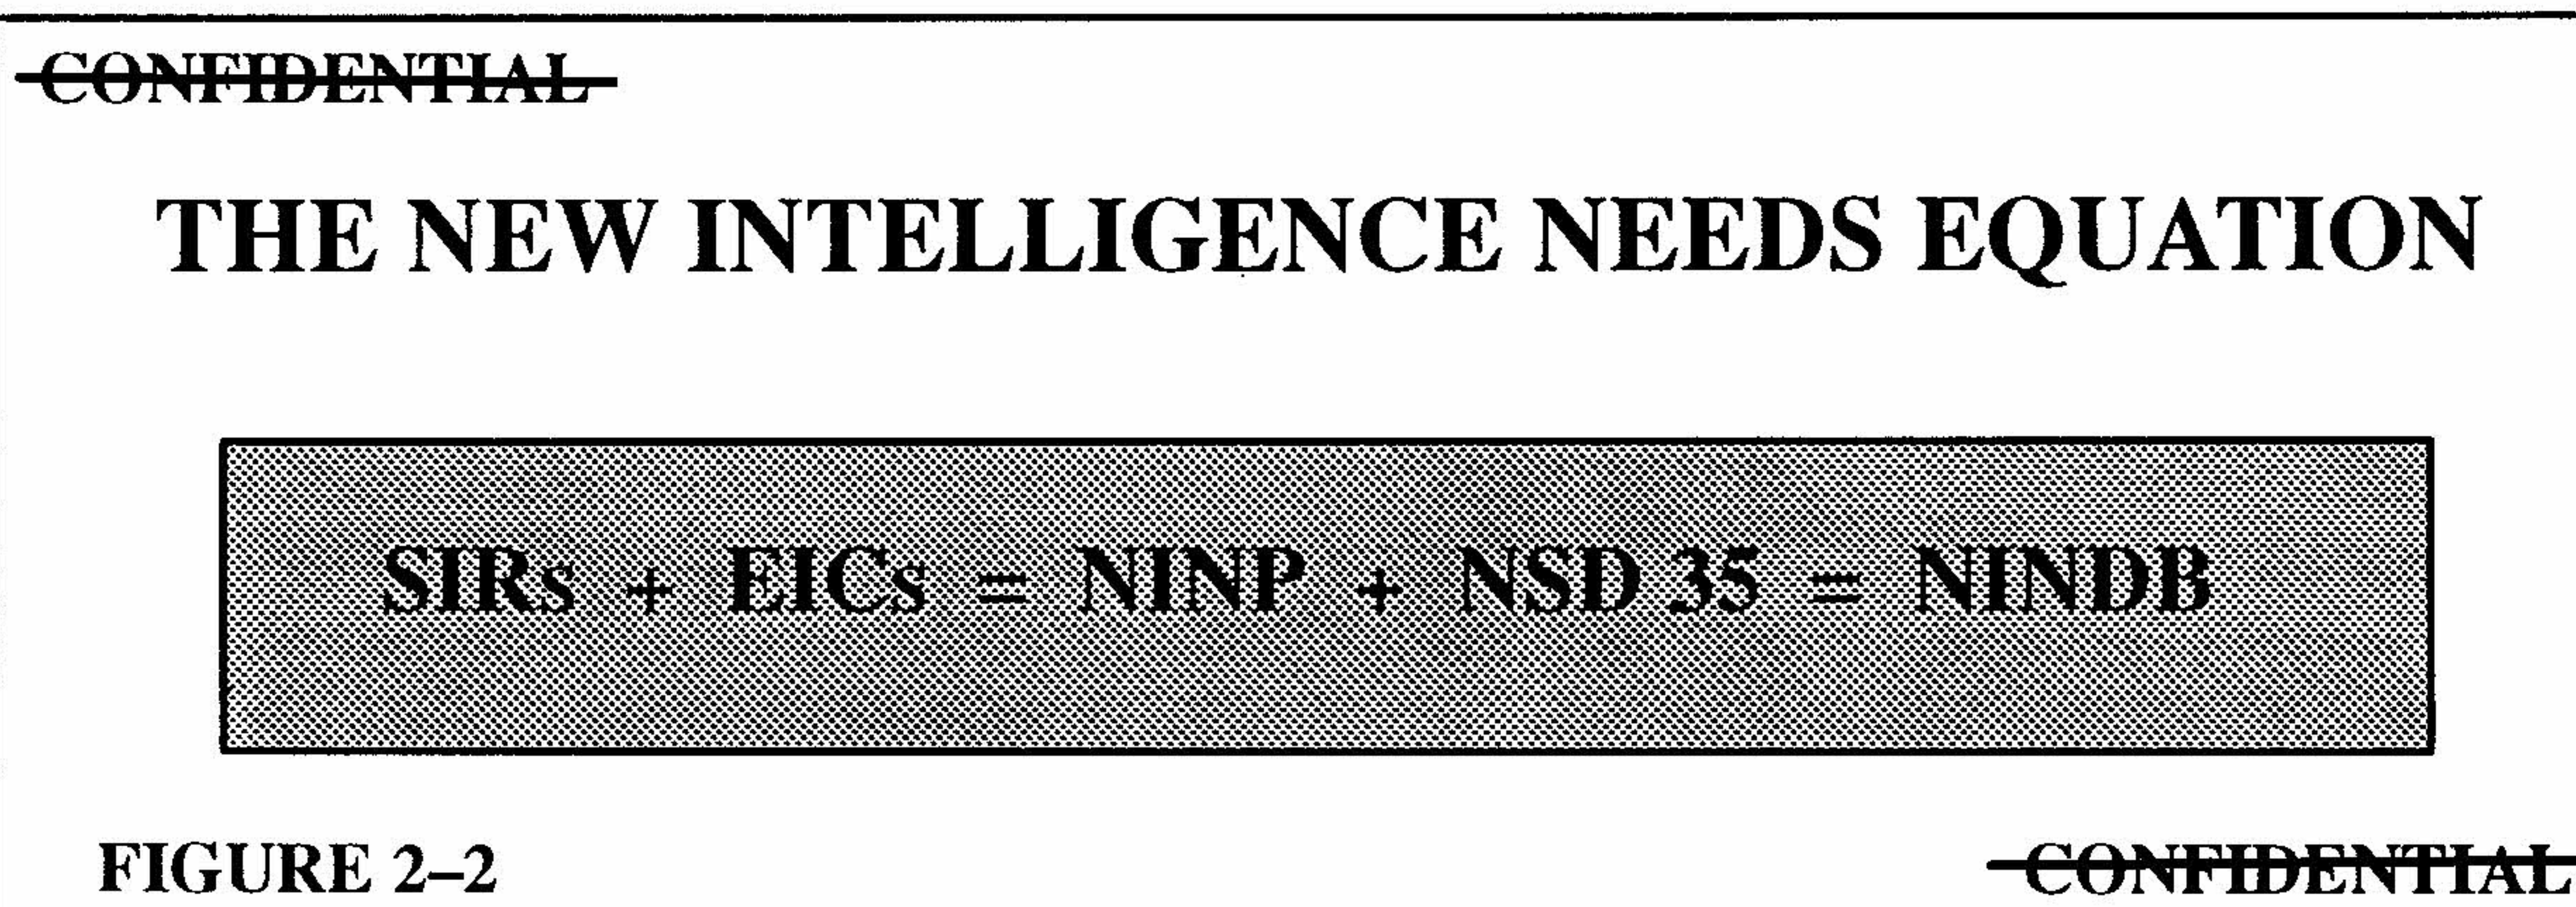 CONFIDENTIAL
THE NEW INTELLIGENCE NEEDS EQUATION
SIRs + EICs = NINP + NSD 35 = NINDB
FIGURE 2–2
CONFIDENTIAL